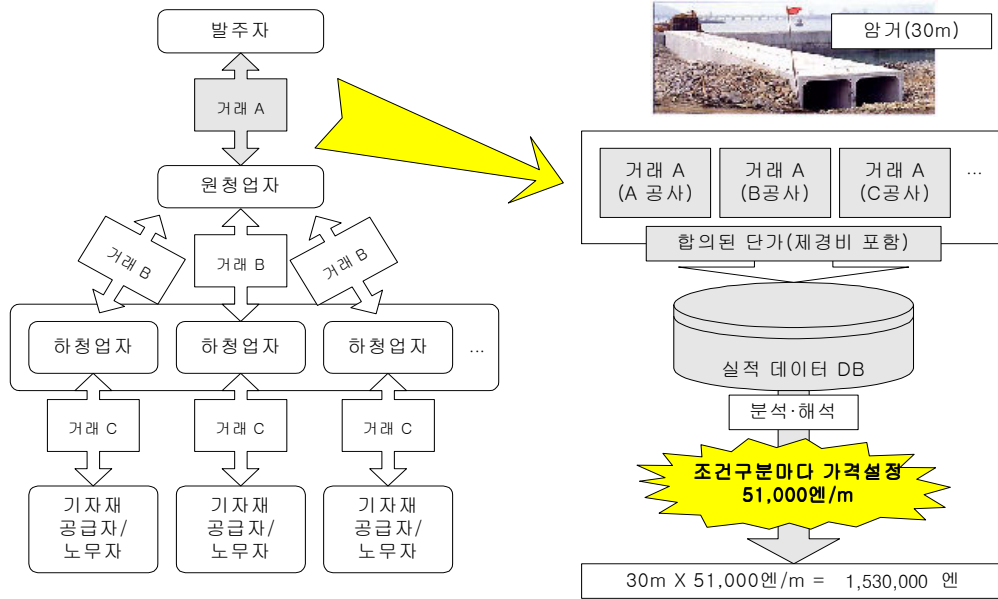 발주자
거래 A
원청업자
거래 B
거래 B
거래 B
하청업자
하청업자
하청업자
...
거래 C
거래 C
거래 C
기자재
공급자/
노무자
기자재
공급자/
노무자
기자재
공급자/
노무자
암거(30m)
거래 A
(A 공사)
거래 A
(B공사)
거래 A
(C공사)
...
합의된 단가(제경비 포함)
실적 데이터 DB
분석·해석
조건구분마다 가격설정
51,000엔/m
30m X 51,000엔/m = 1,530,000 엔